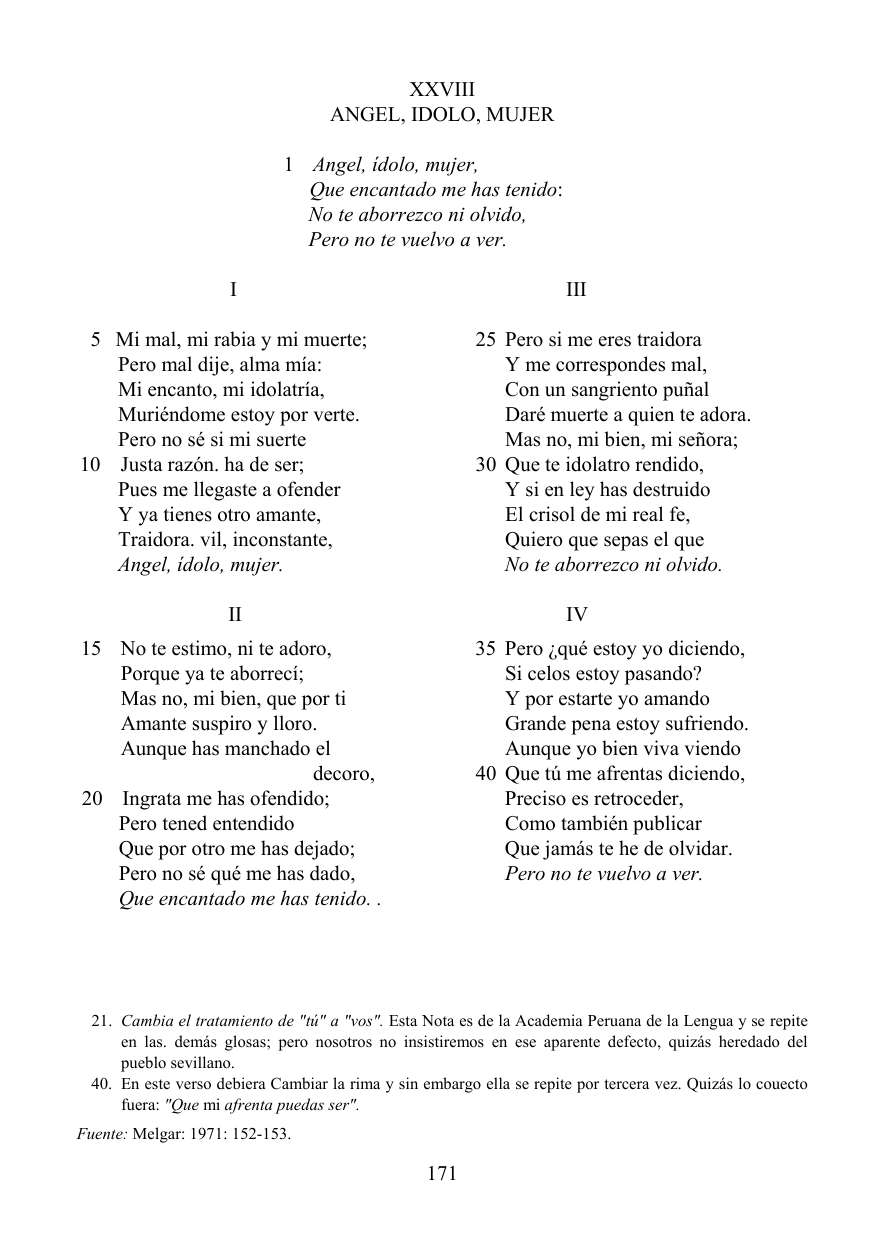 XXVIII
ANGEL, IDOLO, MUJER
1 Angel, ídolo, mujer,
Que encantado me has tenido:
No te aborrezco ni olvido,
Pero no te vuelvo a ver.
I
5 Mi mal, mi rabia y mi muerte;
Pero mal dije, alma mía:
Mi encanto, mi idolatría,
Muriéndome estoy por verte.
Pero no sé si mi suerte
10 Justa razón. ha de ser;
Pues me llegaste a ofender
Y ya tienes otro amante,
Traidora. vil, inconstante,
Angel, ídolo, mujer.
II
15 No te estimo, ni te adoro,
Porque ya te aborrecí;
Mas no, mi bien, que por ti
Amante suspiro y lloro.
Aunque has manchado el
decoro,
20 Ingrata me has ofendido;
Pero tened entendido
Que por otro me has dejado;
Pero no sé qué me has dado,
Que encantado me has tenido. .
III
25 Pero si me eres traidora
Y me correspondes mal,
Con un sangriento puñal
Daré muerte a quien te adora.
Mas no, mi bien, mi señora;
30 Que te idolatro rendido,
Y si en ley has destruido
El crisol de mi real fe,
Quiero que sepas el que
No te aborrezco ni olvido.
IV
35 Pero ¿qué estoy yo diciendo,
Si celos estoy pasando?
Y por estarte yo amando
Grande pena estoy sufriendo.
Aunque yo bien viva viendo
40 Que tú me afrentas diciendo,
Preciso es retroceder,
Como también publicar
Que jamás te he de olvidar.
Pero no te vuelvo a ver.
21. Cambia el tratamiento de "tú" a "vos". Esta Nota es de la Academia Peruana de la Lengua y se repite
en las. demás glosas; pero nosotros no insistiremos en ese aparente defecto, quizás heredado del
pueblo sevillano.
40. En este verso debiera Cambiar la rima y sin embargo ella se repite por tercera vez. Quizás lo couecto
fuera: "Que mi afrenta puedas ser".
Fuente: Melgar: 1971: 152-153.
171